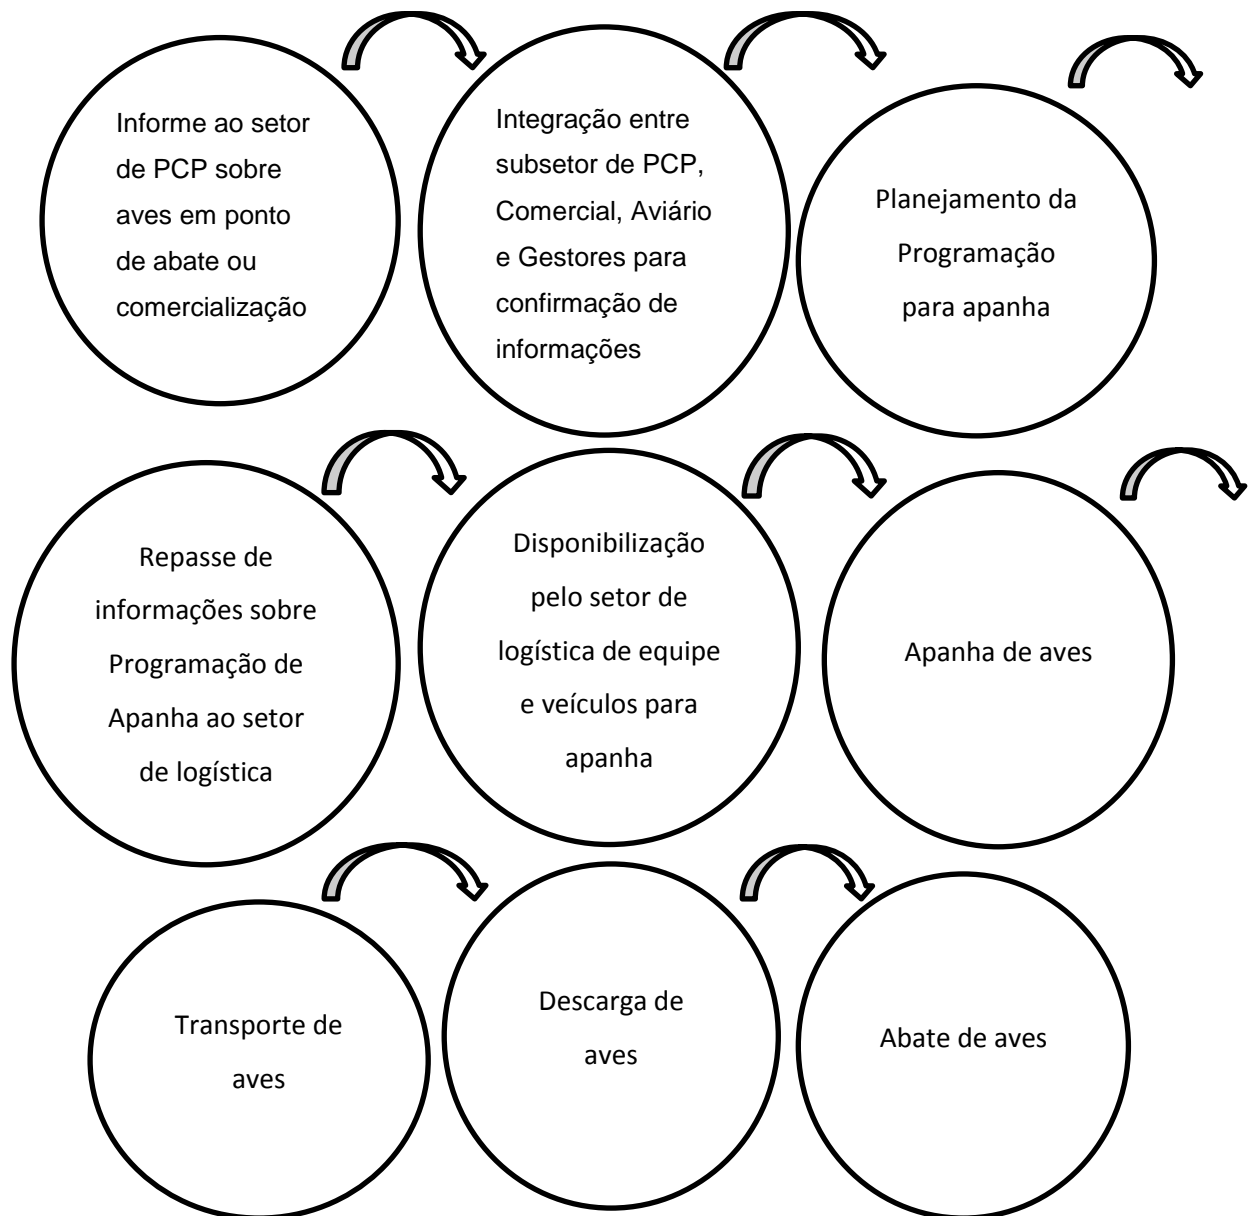 Informe ao setor
de PCP sobre
aves em ponto
de abate ou
comercialização
Integração entre
subsetor de PCP,
Comercial, Aviário
e Gestores para
confirmação de
informações
Planejamento da
Programação
para apanha
Repasse de
informações sobre
Programação de
Apanha ao setor
de logística
Disponibilização
pelo setor de
logística de equipe
e veículos para
apanha
Apanha de aves
Transporte de
aves
Descarga de
aves
Abate de aves